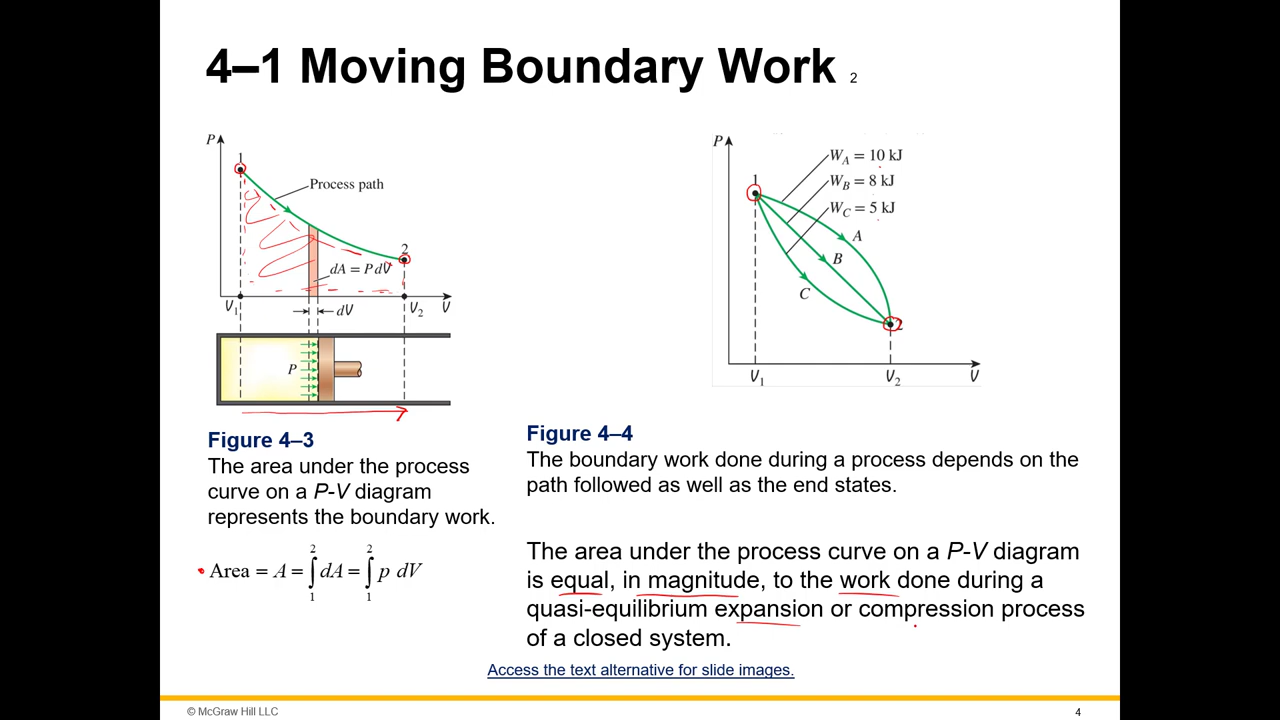 4–1 Moving Boundary Work 2
P
1
Process path
2
dA = P dV
V1
dV
V2
V
P
Figure 4–3
The area under the process
curve on a P-V diagram
represents the boundary work.
Area = A = ∫₁² dA = ∫₁² p dV
P
WA = 10 kJ
WB = 8 kJ
WC = 5 kJ
1
A
B
C
2
V1
V2
V
Figure 4–4
The boundary work done during a process depends on the
path followed as well as the end states.
The area under the process curve on a P-V diagram
is equal, in magnitude, to the work done during a
quasi-equilibrium expansion or compression process
of a closed system.
Access the text alternative for slide images.
© McGraw Hill LLC
4